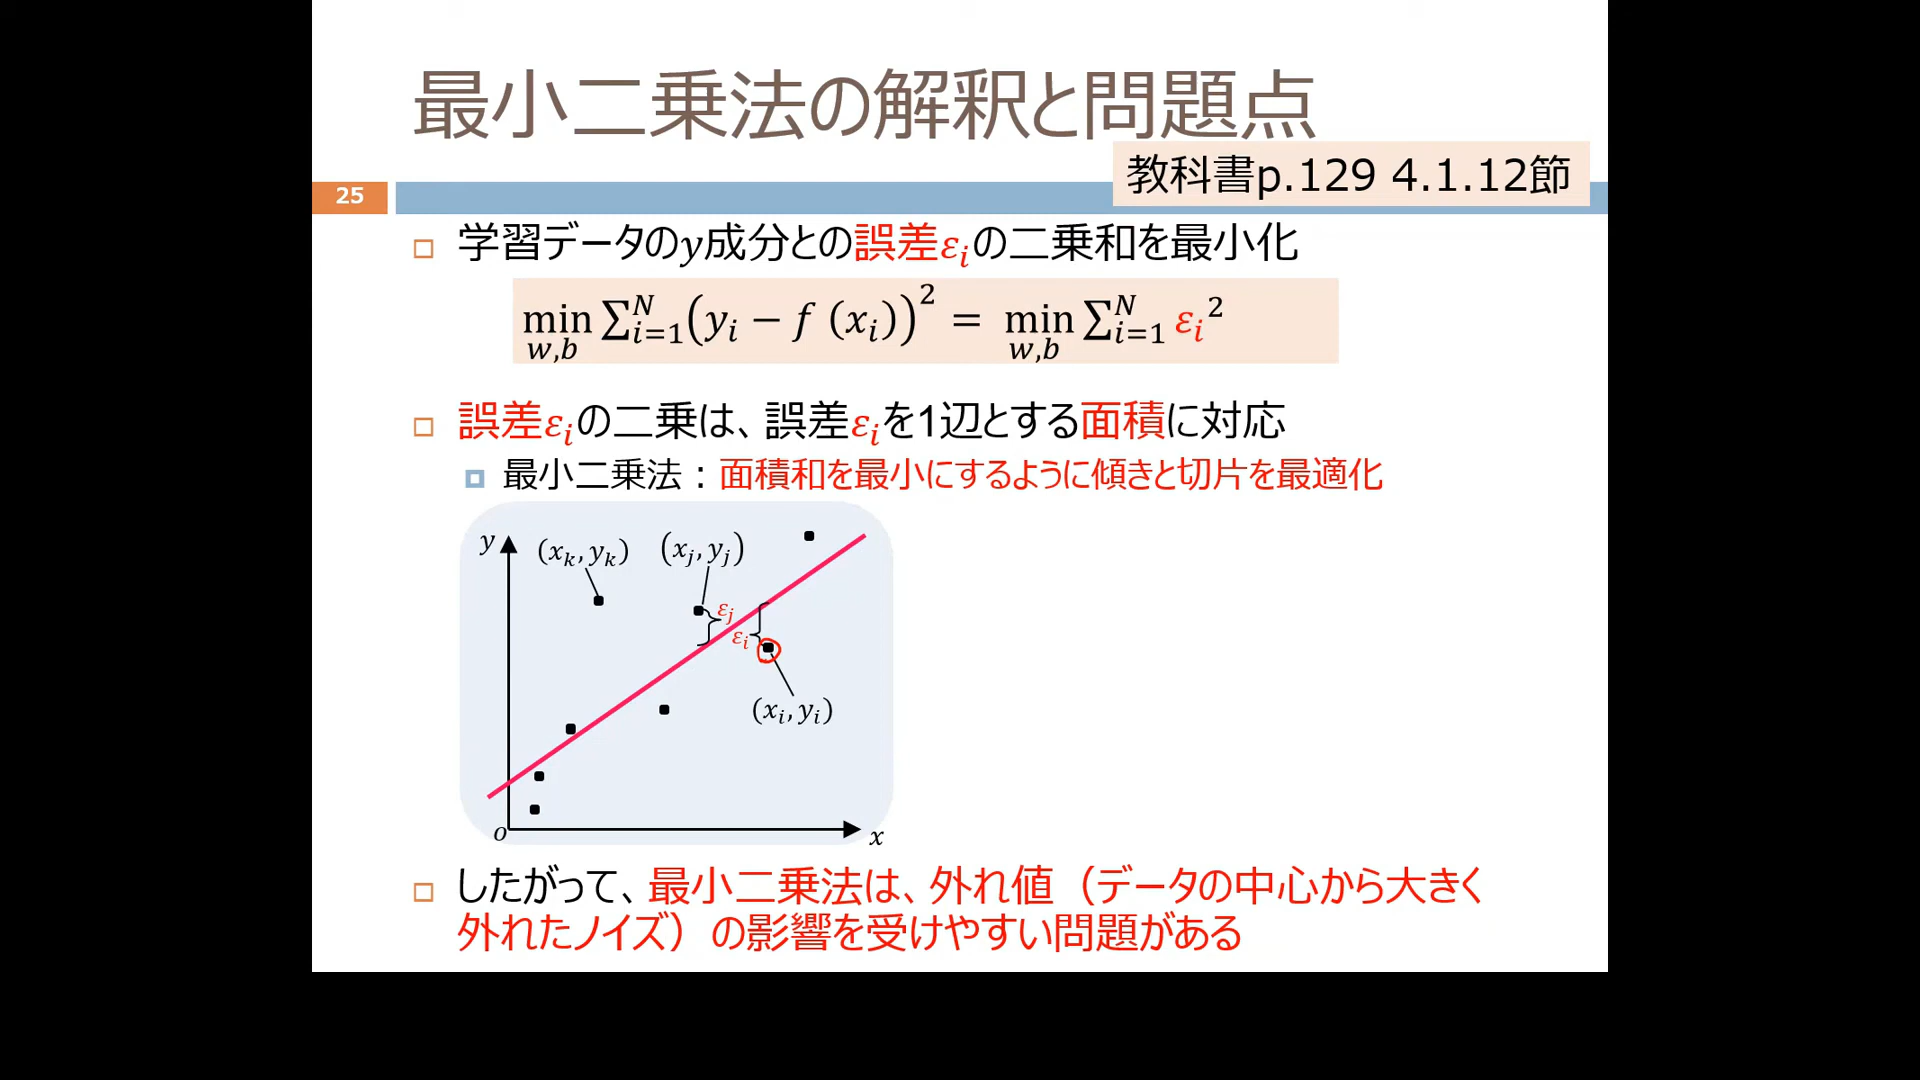 最小二乗法の解釈と問題点
教科書p.129 4.1.12節
25
学習データのy成分との誤差εᵢの二乗和を最小化
min_{w,b} Σ_{i=1}^{N} (yᵢ − f (xᵢ))² = min_{w,b} Σ_{i=1}^{N} εᵢ²
誤差εᵢの二乗は、誤差εᵢを1辺とする面積に対応
最小二乗法：面積和を最小にするように傾きと切片を最適化
y
(xₖ, yₖ)
(xⱼ, yⱼ)
εⱼ
εᵢ
(xᵢ, yᵢ)
o
x
したがって、最小二乗法は、外れ値（データの中心から大きく
外れたノイズ）の影響を受けやすい問題がある